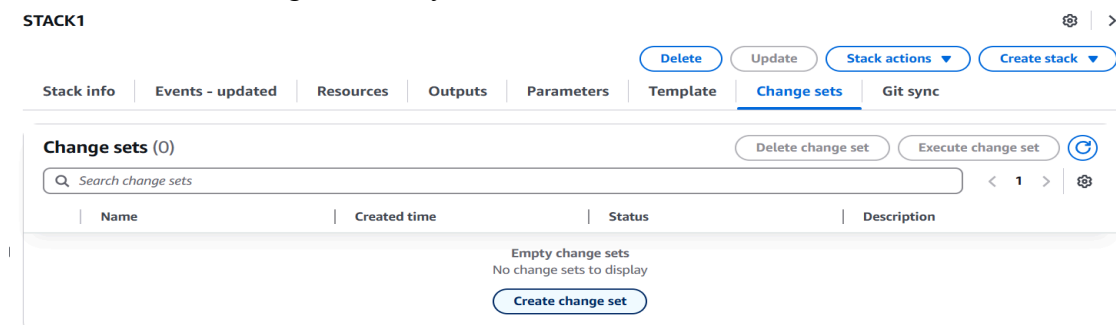 STACK1
Delete Update Stack actions Create stack
Stack info Events - updated Resources Outputs Parameters Template Change sets Git sync
Change sets (0) Delete change set Execute change set
Search change sets 1
Name Created time Status Description
Empty change sets
No change sets to display
Create change set